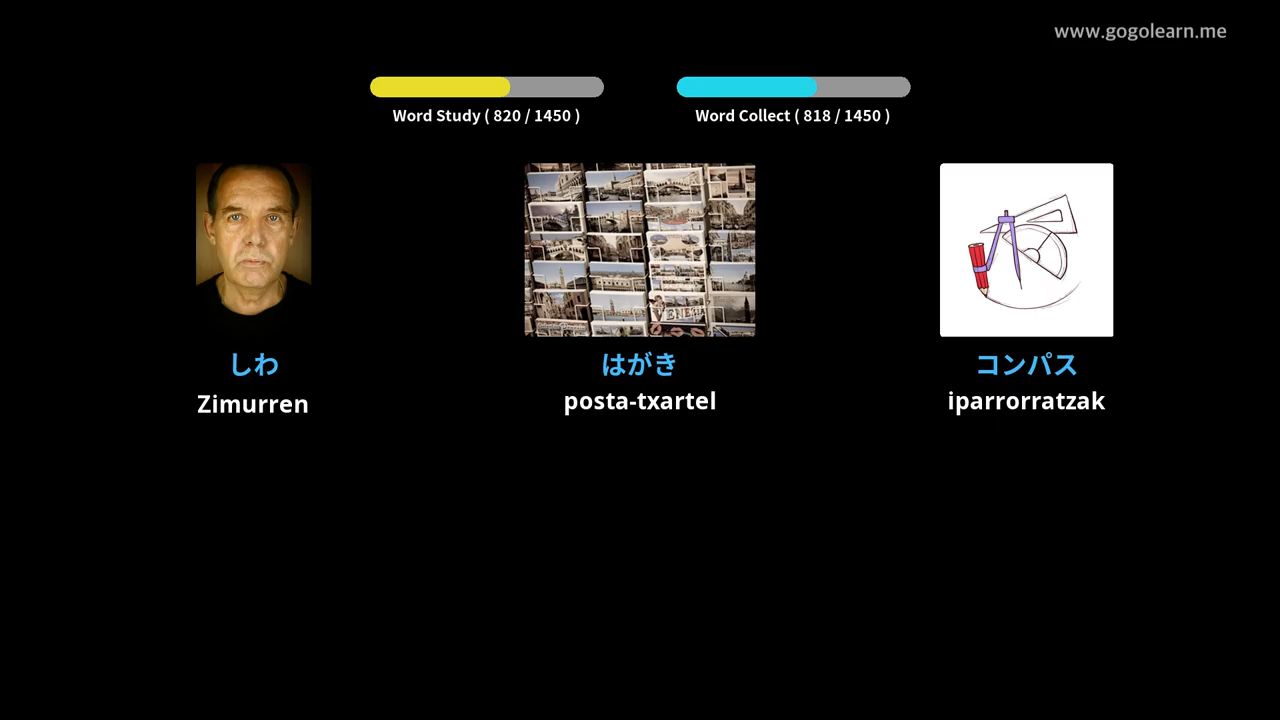 www.gogolearn.me
Word Study ( 820 / 1450 )
Word Collect ( 818 / 1450 )
VENEZ
しわ
はがき
コンパス
Zimurren
posta-txartel
iparrorratzak